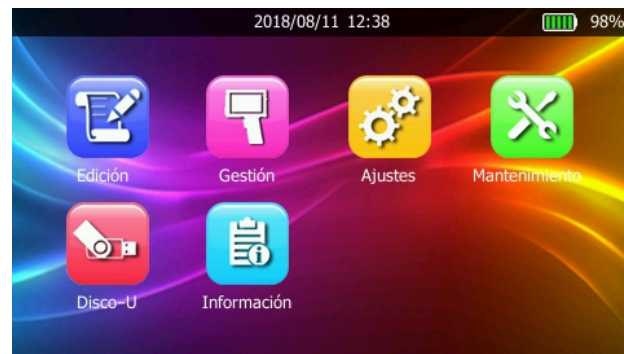 2018/08/11 12:38 98%
Edición Gestión Ajustes Mantenimiento
Disco-U Información